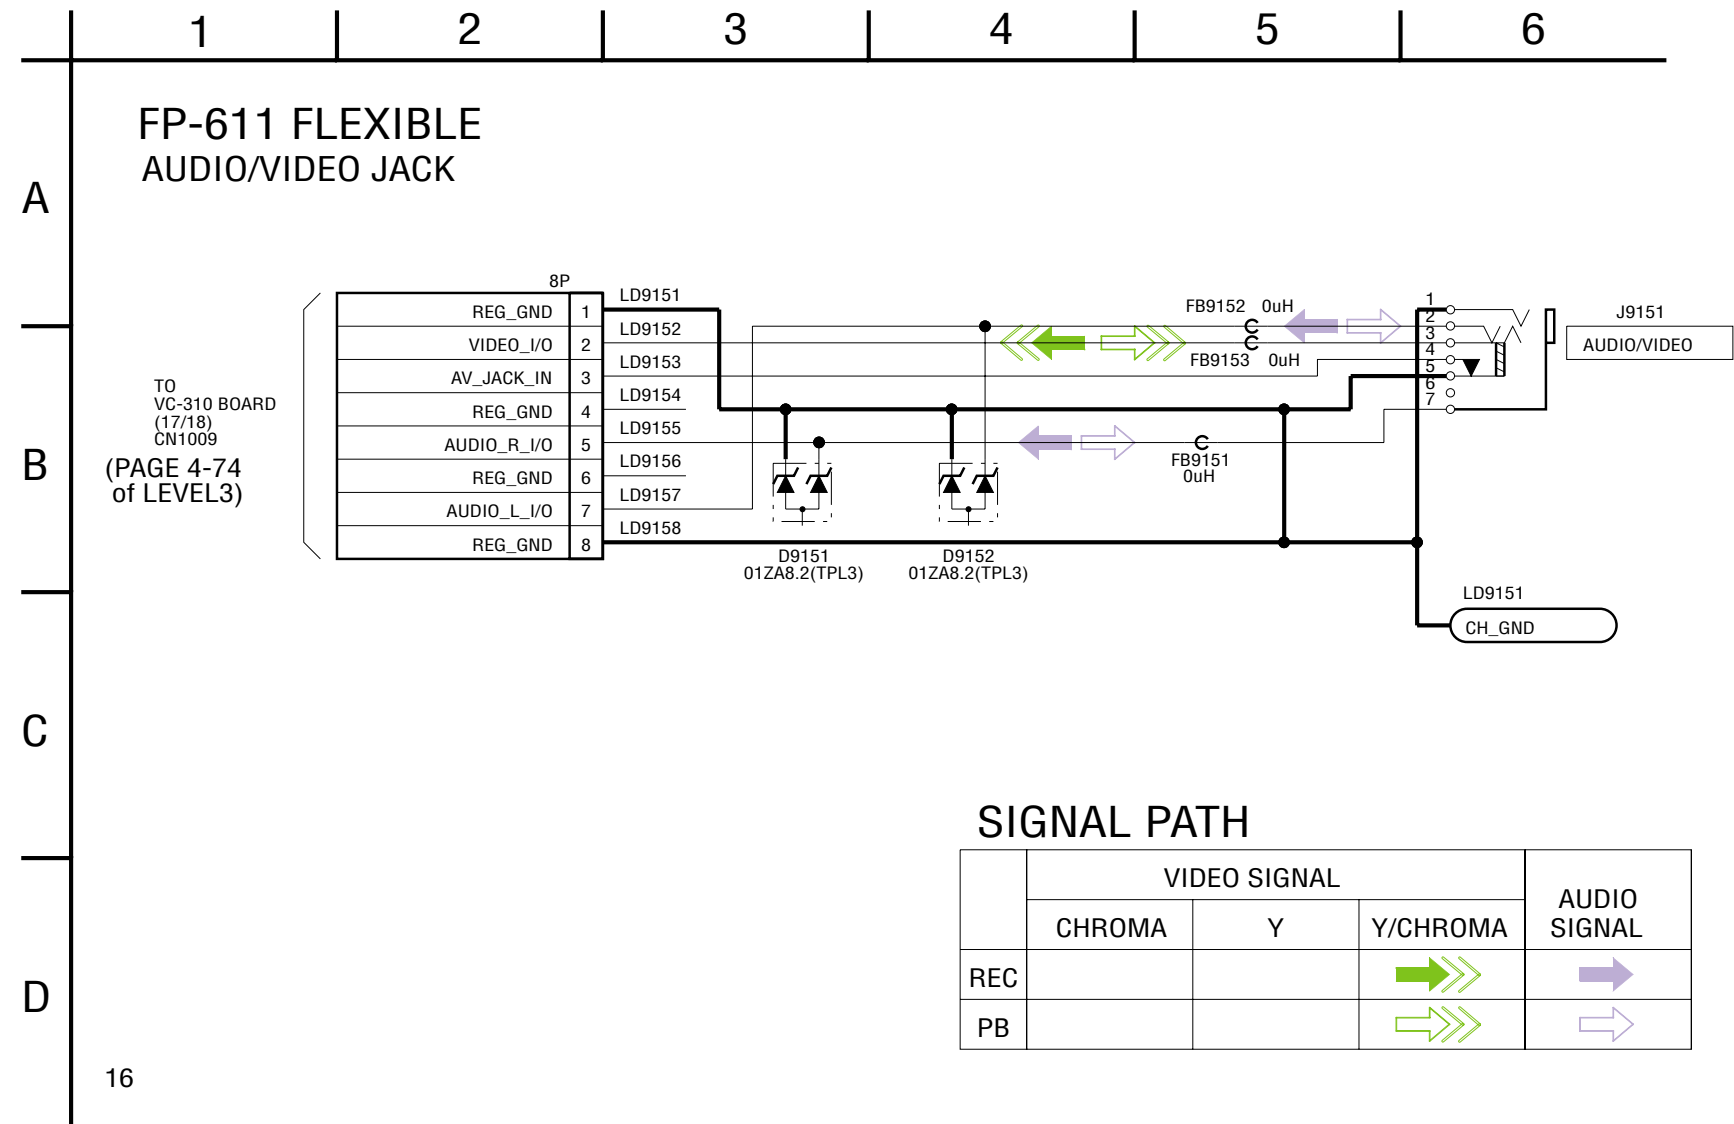 1 2 3 4 5 6
FP-611 FLEXIBLE
AUDIO/VIDEO JACK
A
B
C
D
TO
VC-310 BOARD
(17/18)
CN1009
(PAGE 4-74
of LEVEL3)
8P
REG_GND 1 LD9151
VIDEO_I/O 2 LD9152
AV_JACK_IN 3 LD9153
REG_GND 4 LD9154
AUDIO_R_I/O 5 LD9155
REG_GND 6 LD9156
AUDIO_L_I/O 7 LD9157
REG_GND 8 LD9158
D9151
01ZA8.2(TPL3)
D9152
01ZA8.2(TPL3)
FB9152 0uH
FB9153 0uH
FB9151
0uH
1
2
3
4
5
6
7
J9151
AUDIO/VIDEO
LD9151
CH_GND
SIGNAL PATH
VIDEO SIGNAL
AUDIO
SIGNAL
CHROMA Y Y/CHROMA
REC
PB
16